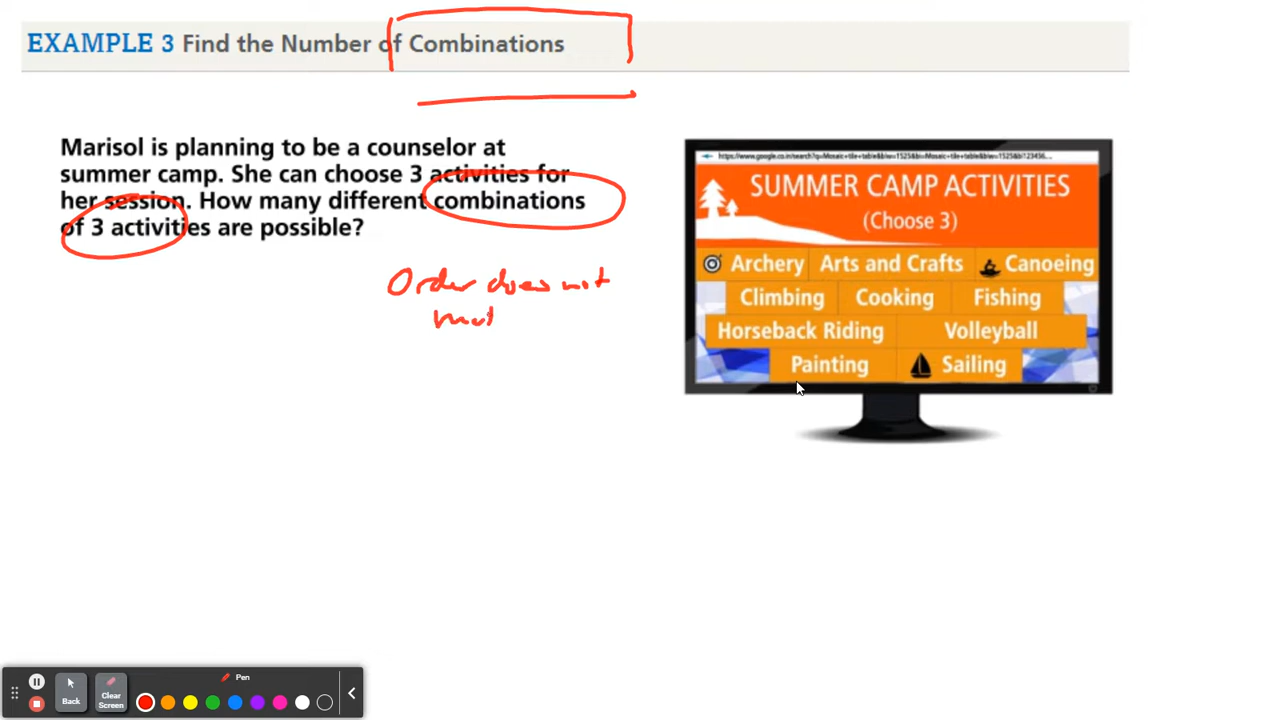 EXAMPLE 3 Find the Number of Combinations
Marisol is planning to be a counselor at
summer camp. She can choose 3 activities for
her session. How many different combinations
of 3 activities are possible?
Order does not
mat
SUMMER CAMP ACTIVITIES
(Choose 3)
Archery Arts and Crafts Canoeing
Climbing Cooking Fishing
Horseback Riding Volleyball
Painting Sailing
Pen
Back
Clear
Screen